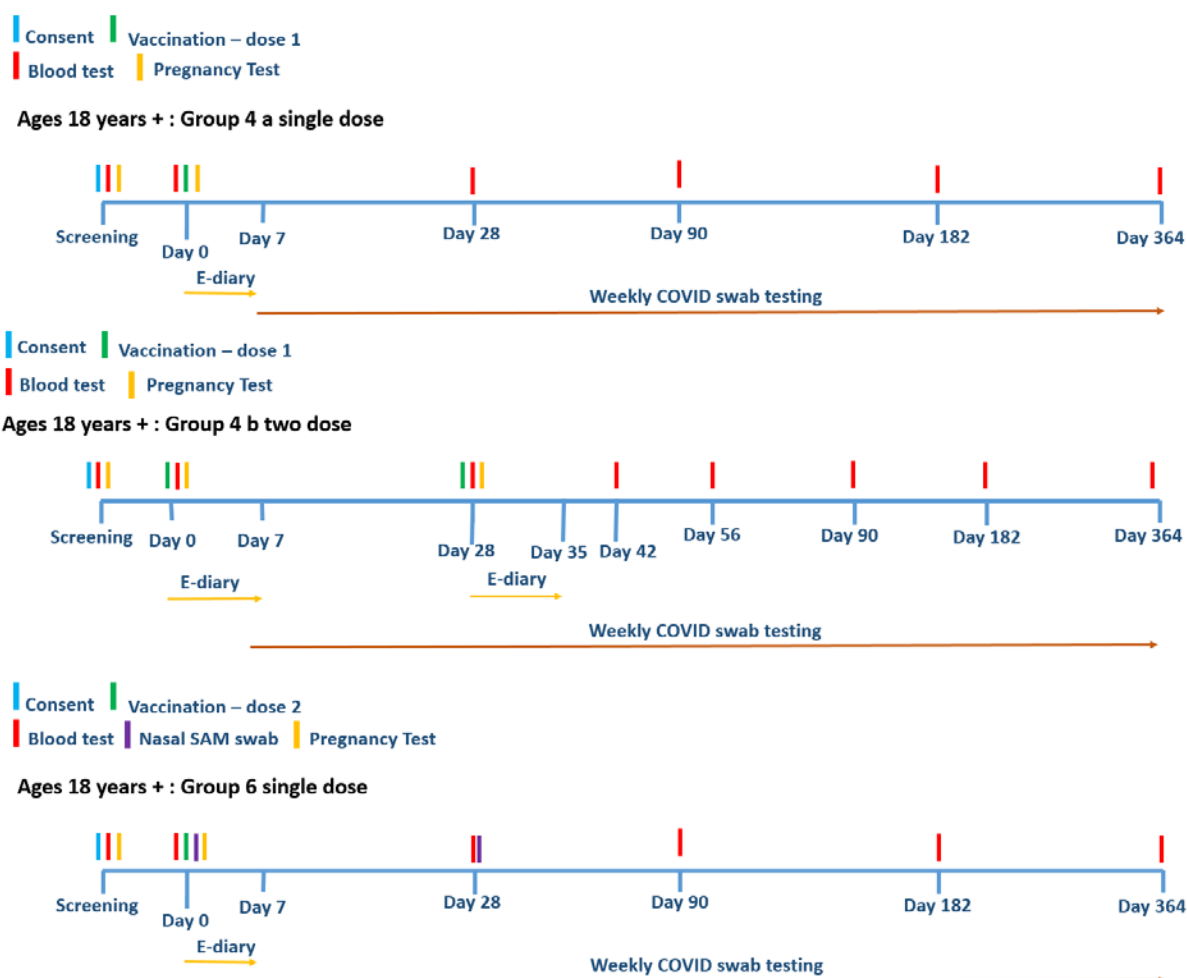 Consent Vaccination – dose 1
Blood test Pregnancy Test
Ages 18 years + : Group 4 a single dose
Screening Day 0 Day 7 Day 28 Day 90 Day 182 Day 364
E-diary
Weekly COVID swab testing
Consent Vaccination – dose 1
Blood test Pregnancy Test
Ages 18 years + : Group 4 b two dose
Screening Day 0 Day 7 Day 28 Day 35 Day 42 Day 56 Day 90 Day 182 Day 364
E-diary E-diary
Weekly COVID swab testing
Consent Vaccination – dose 2
Blood test Nasal SAM swab Pregnancy Test
Ages 18 years + : Group 6 single dose
Screening Day 0 Day 7 Day 28 Day 90 Day 182 Day 364
E-diary
Weekly COVID swab testing